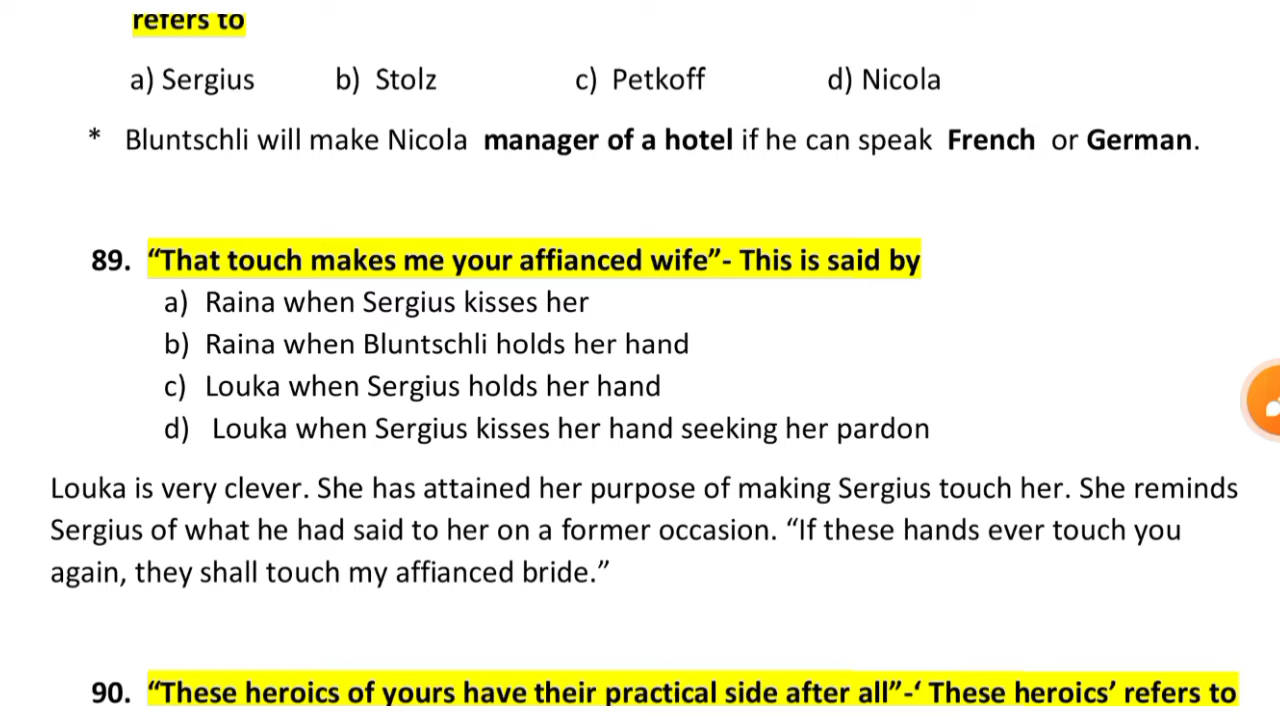 refers to
a) Sergius b) Stolz c) Petkoff d) Nicola
* Bluntschli will make Nicola manager of a hotel if he can speak French or German.
89. “That touch makes me your affianced wife”- This is said by
a) Raina when Sergius kisses her
b) Raina when Bluntschli holds her hand
c) Louka when Sergius holds her hand
d) Louka when Sergius kisses her hand seeking her pardon
Louka is very clever. She has attained her purpose of making Sergius touch her. She reminds
Sergius of what he had said to her on a former occasion. “If these hands ever touch you
again, they shall touch my affianced bride.”
90. “These heroics of yours have their practical side after all”-‘ These heroics’ refers to